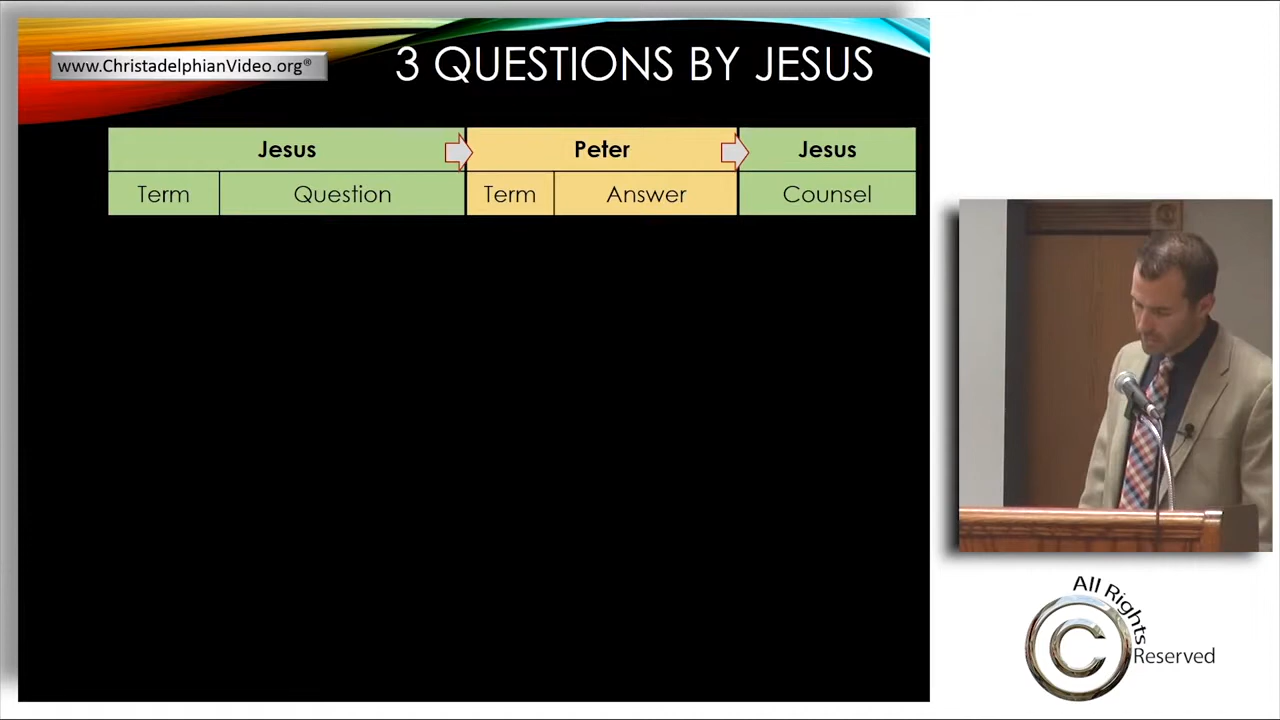 www.ChristadelphianVideo.org®
3 QUESTIONS BY JESUS
Jesus Peter Jesus
Term Question Term Answer Counsel
All Rights
C
Reserved